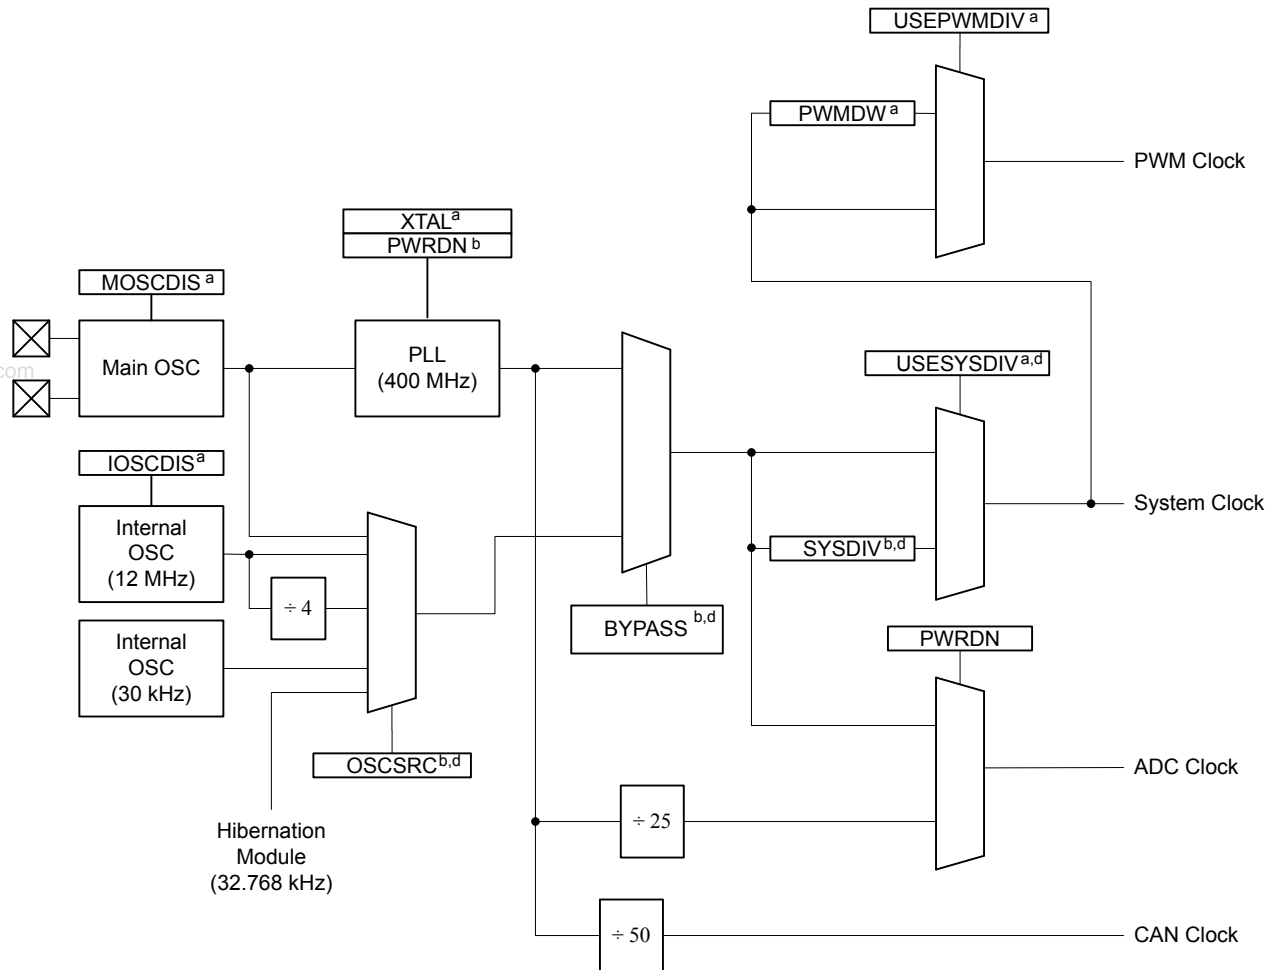 USEPWMDIV a
PWMDW a
PWM Clock
XTAL a
PWRDN b
MOSCDIS a
Main OSC
PLL
(400 MHz)
com
USESYSDIV a,d
IOSCDIS a
Internal
OSC
(12 MHz)
÷ 4
System Clock
SYSDIV b,d
BYPASS b,d
Internal
OSC
(30 kHz)
PWRDN
OSCSRC b,d
ADC Clock
÷ 25
Hibernation
Module
(32.768 kHz)
÷ 50
CAN Clock